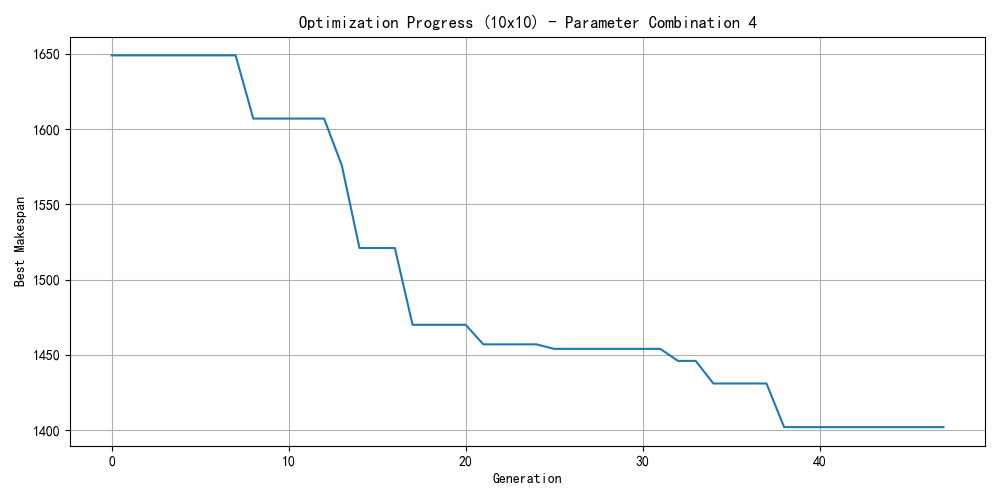 Optimization Progress (10x10) - Parameter Combination 4
Best Makespan
1650
1600
1550
1500
1450
1400
0 10 20 30 40
Generation